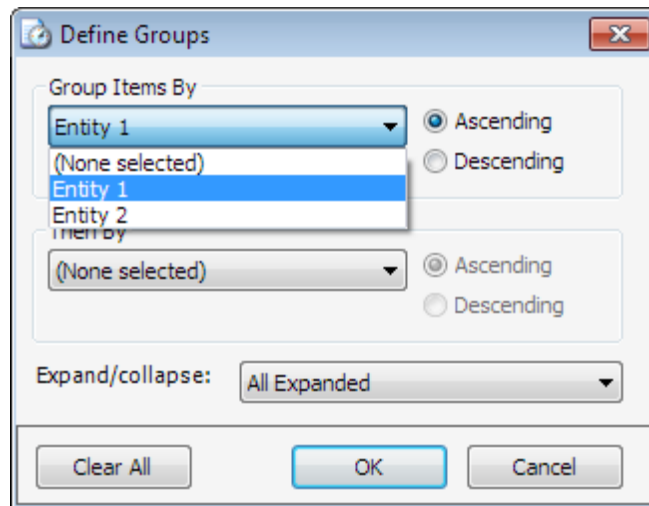 Define Groups
Group Items By
Entity 1
Ascending
(None selected)
Descending
Entity 1
Entity 2
Then By
(None selected)
Ascending
Descending
Expand/collapse:
All Expanded
Clear All
OK
Cancel